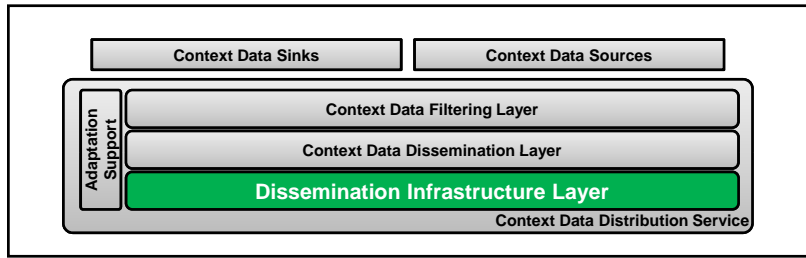 Context Data Sinks
Context Data Sources
Adaptation
Support
Context Data Filtering Layer
Context Data Dissemination Layer
Dissemination Infrastructure Layer
Context Data Distribution Service